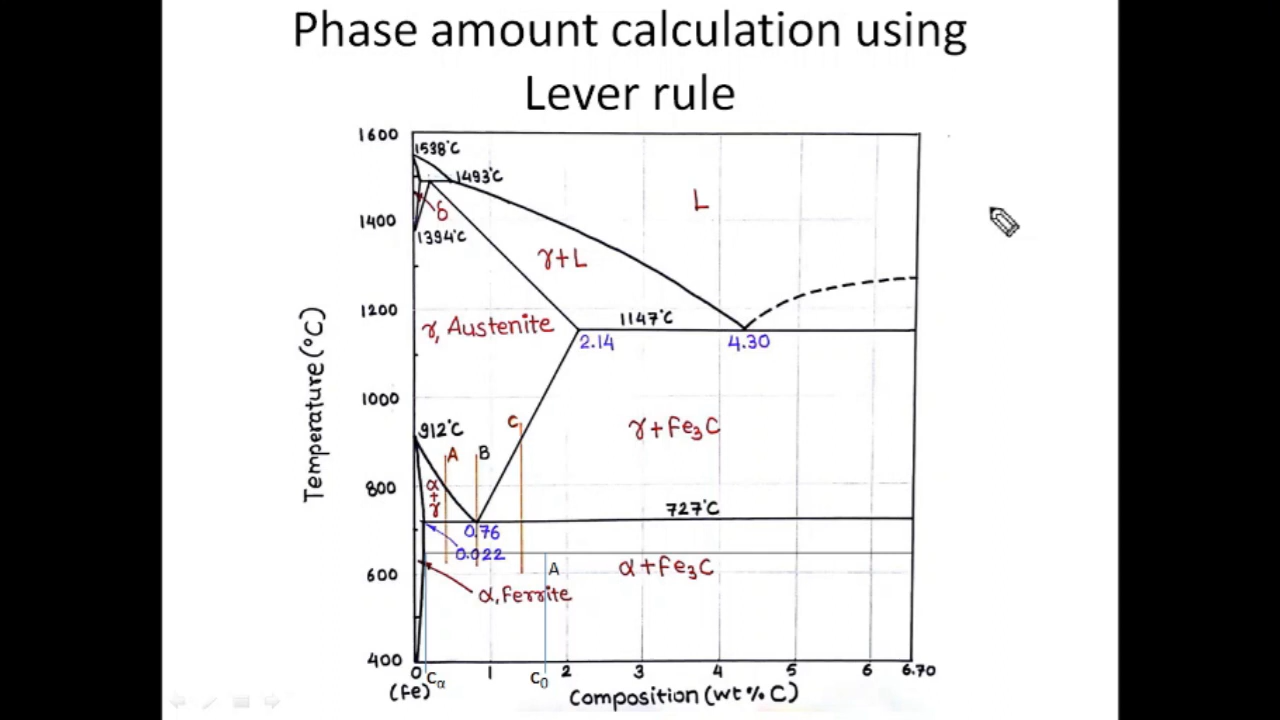 Phase amount calculation using
Lever rule
1600
1538°C
1493°C
L
δ
1400
1394°C
γ+L
1200
γ, Austenite
1147°C
2.14
4.30
Temperature (°C)
1000
912°C
C
γ+Fe₃C
A
B
800
α
+
γ
727°C
0.76
0.022
600
A
α+Fe₃C
α, Ferrite
400
0 1 2 3 4 5 6 6.70
(Fe) Cα C₀
Composition (wt % C)